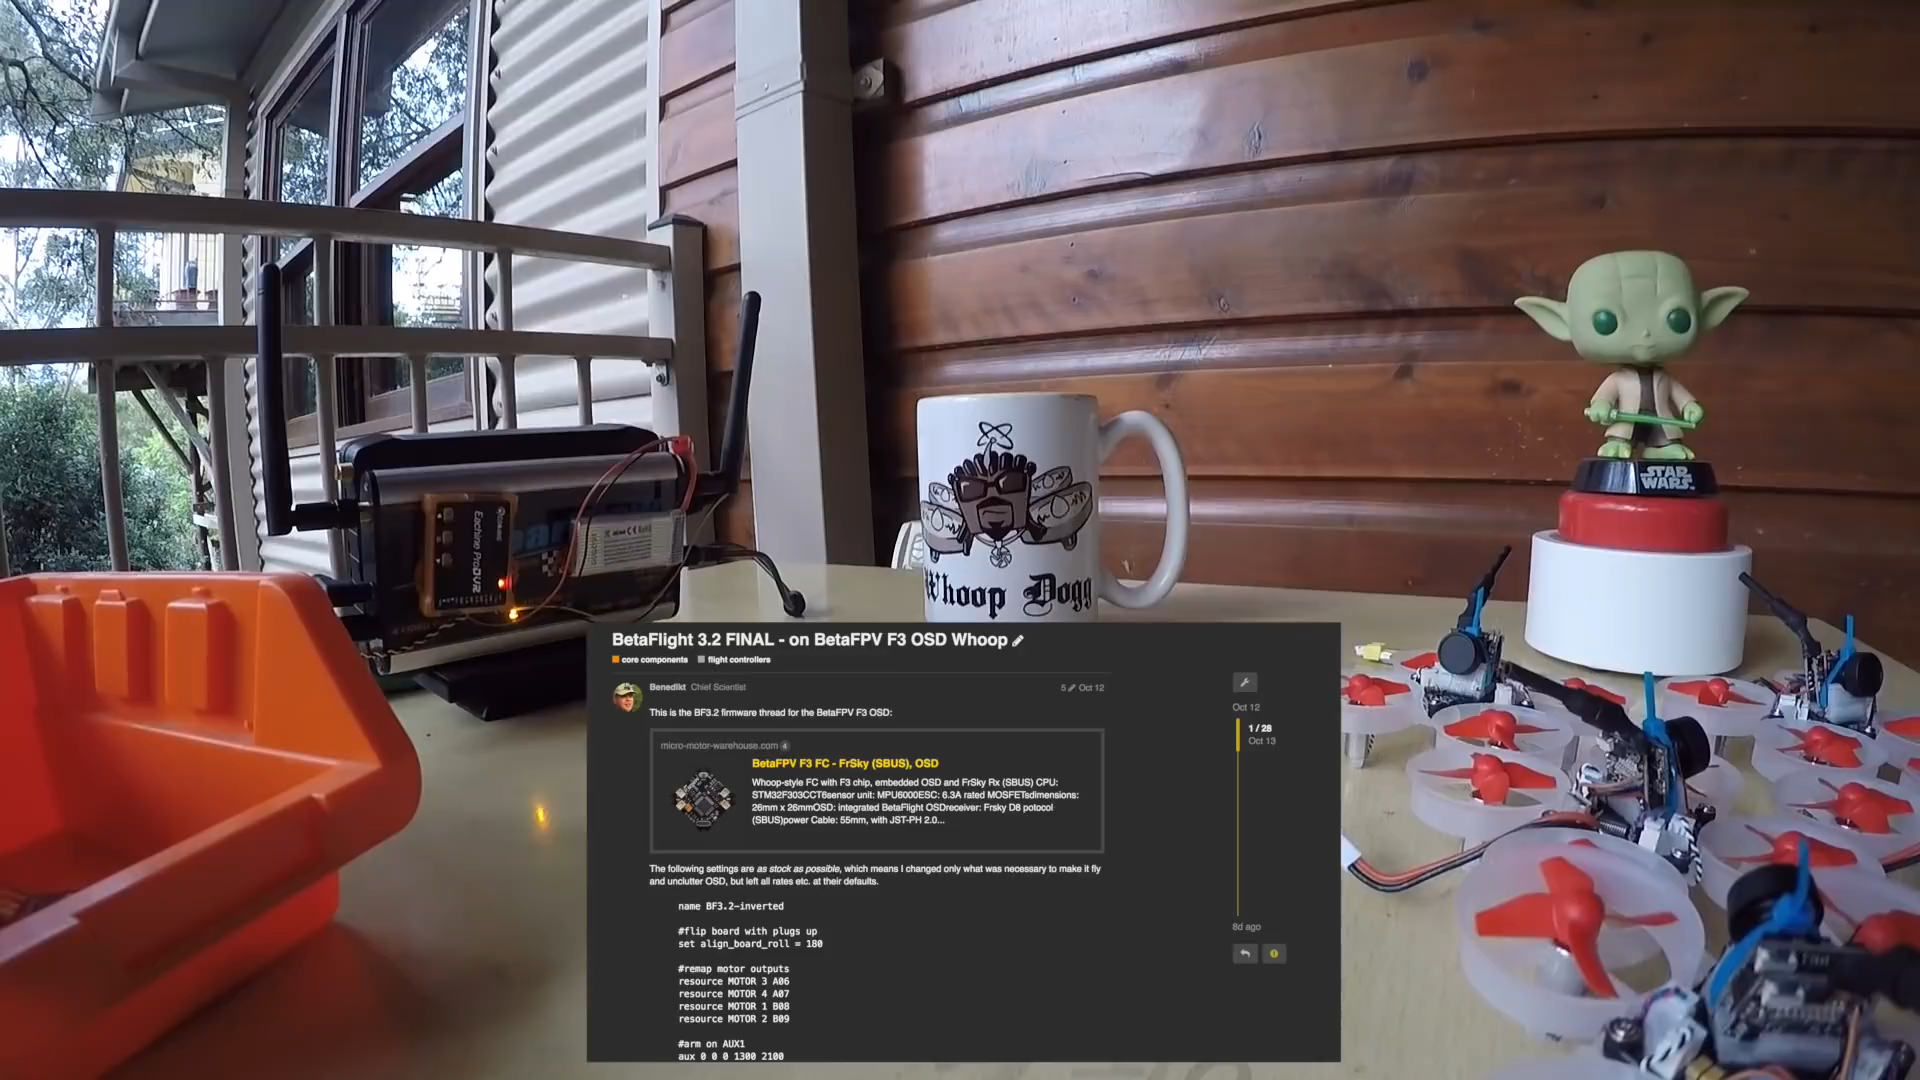 Eachine ProDVR
Whoop Dogg
STAR
WARS
BetaFlight 3.2 FINAL - on BetaFPV F3 OSD Whoop
core components flight controllers
Benedikt Chief Scientist 5 Oct 12
This is the BF3.2 firmware thread for the BetaFPV F3 OSD:
micro-motor-warehouse.com 4
BetaFPV F3 FC - FrSky (SBUS), OSD
Whoop-style FC with F3 chip, embedded OSD and FrSky Rx (SBUS) CPU:
STM32F303CCT6sensor unit: MPU6000ESC: 6.3A rated MOSFETsdimensions:
26mm x 26mmOSD: integrated BetaFlight OSDreceiver: Frsky D8 potocol
(SBUS)power Cable: 55mm, with JST-PH 2.0...
The following settings are as stock as possible, which means I changed only what was necessary to make it fly
and unclutter OSD, but left all rates etc. at their defaults.
name BF3.2-inverted
#flip board with plugs up
set align_board_roll = 180
#remap motor outputs
resource MOTOR 3 A06
resource MOTOR 4 A07
resource MOTOR 1 B08
resource MOTOR 2 B09
#arm on AUX1
aux 0 0 0 1300 2100
Oct 12
1 / 28
Oct 13
8d ago